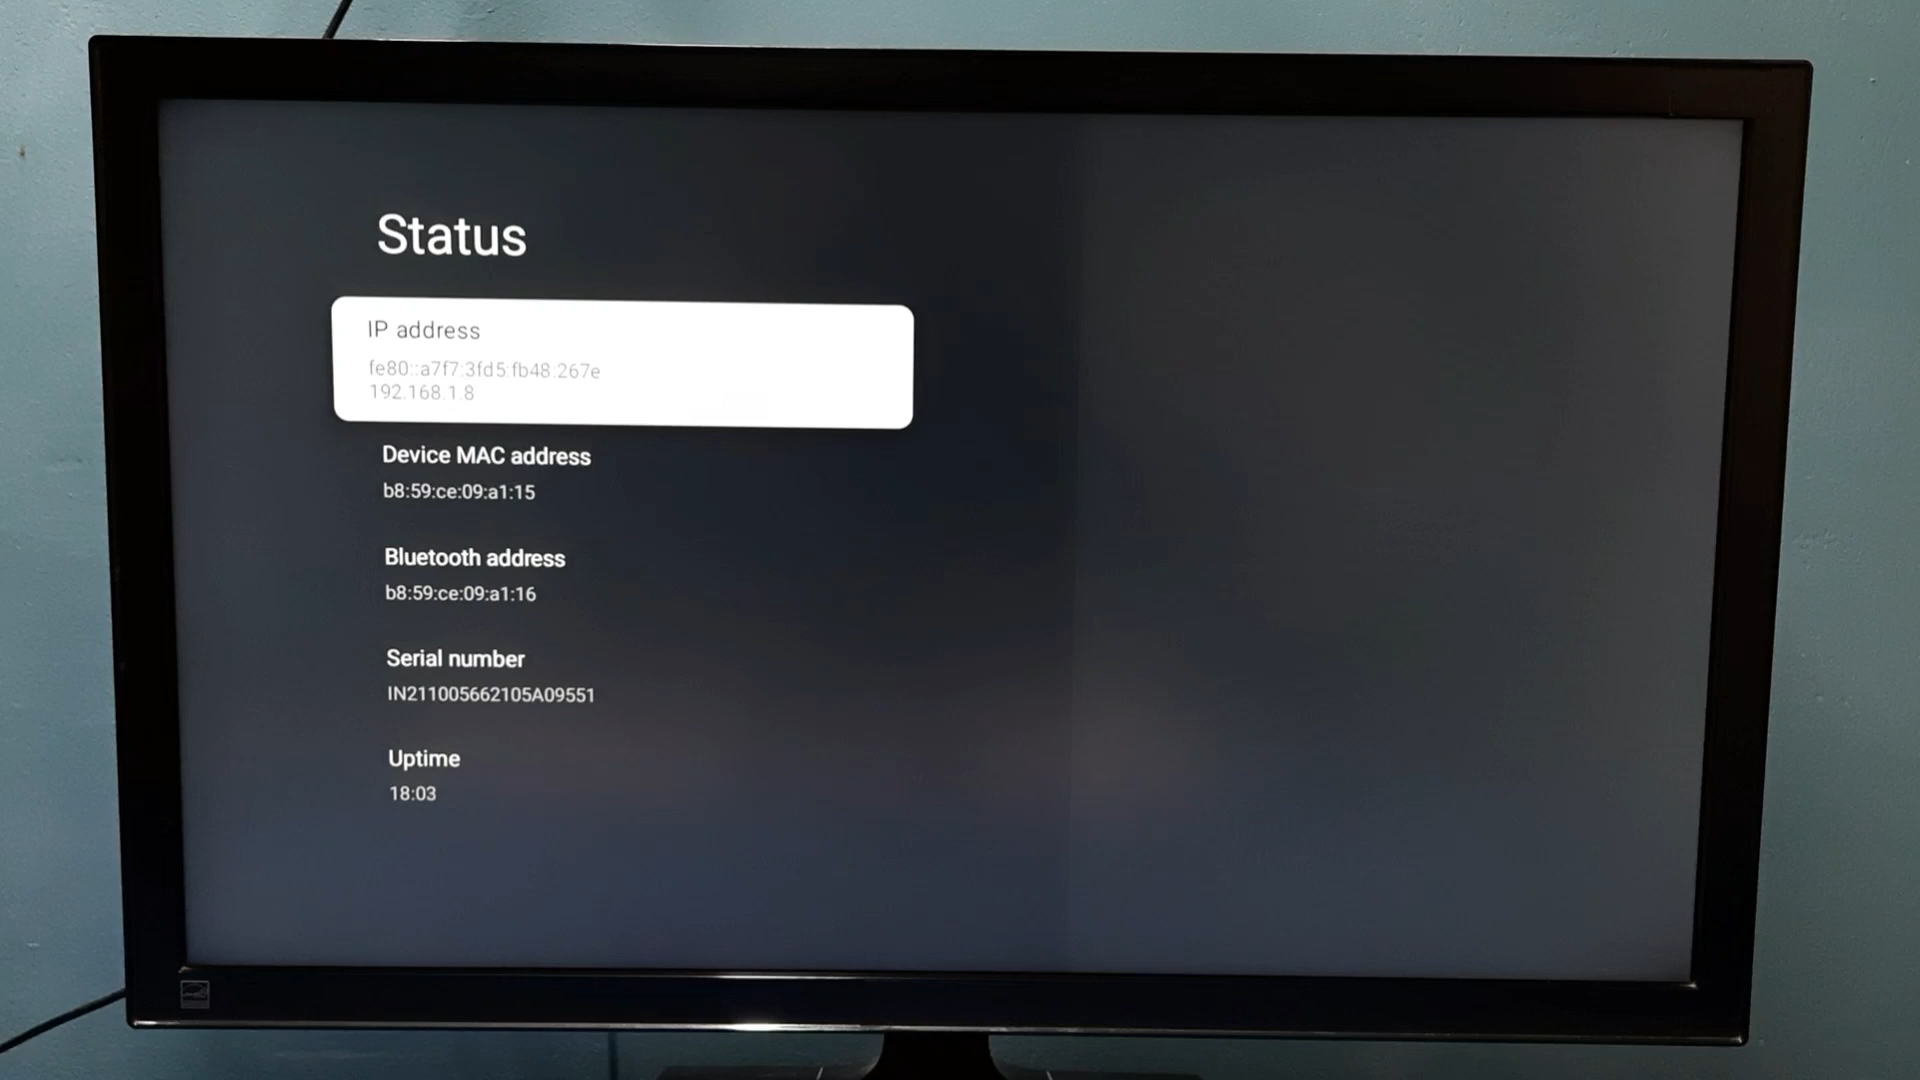 Status
IP address
fe80::a7f7:3fd5:fb48:267e
192.168.1.8
Device MAC address
b8:59:ce:09:a1:15
Bluetooth address
b8:59:ce:09:a1:16
Serial number
IN211005662105A09551
Uptime
18:03